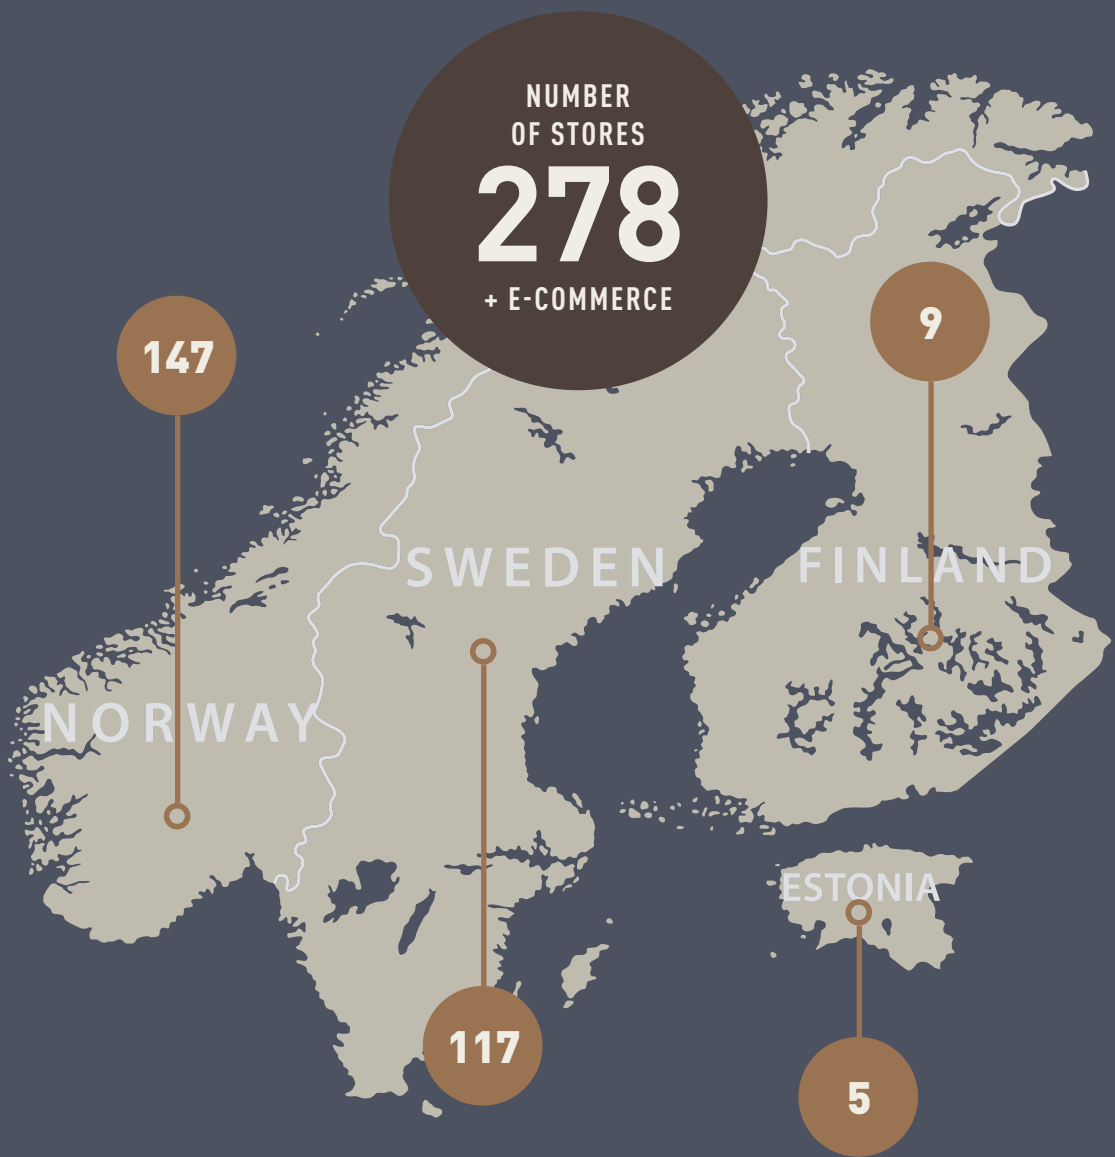 NUMBER
OF STORES
278
+ E-COMMERCE
147
9
SWEDEN
FINLAND
NORWAY
ESTONIA
117
5